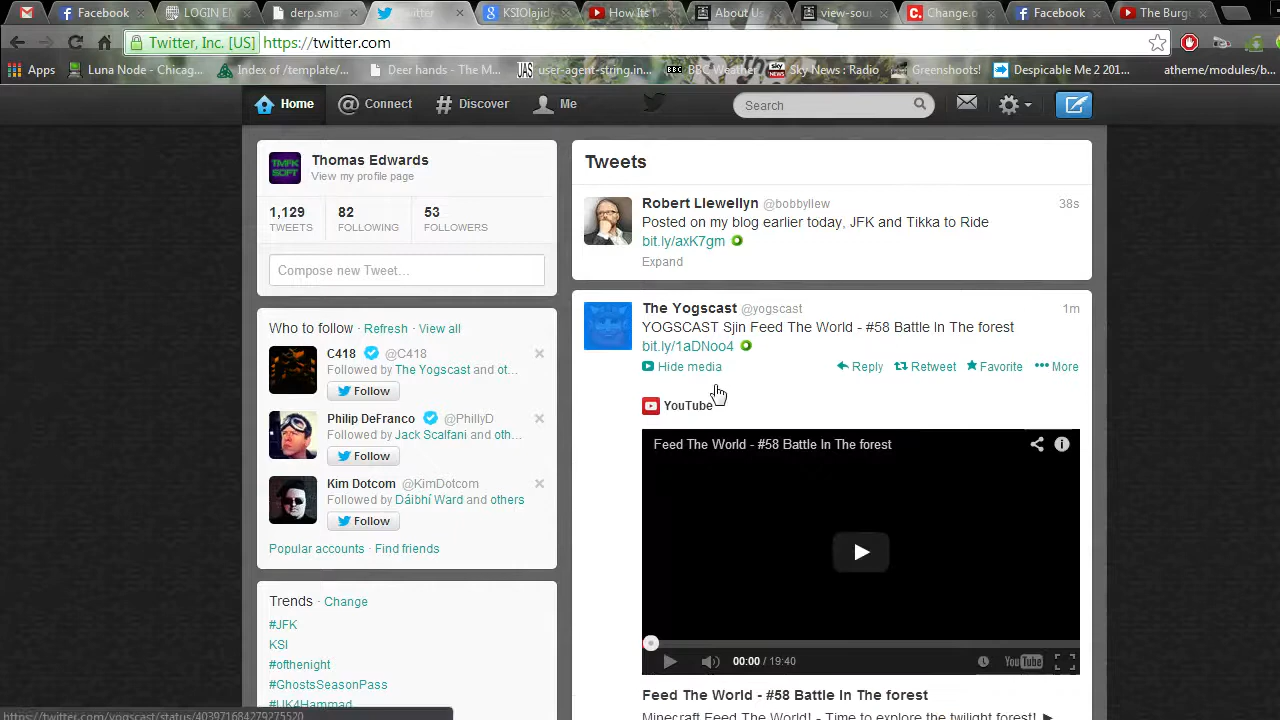 Facebook
LOGIN EM
derp.sma
Twitter
KSIOlajid
How Its M
About Us
view-sou
Change.o
Facebook
The Burg
Twitter, Inc. [US]
https://twitter.com
Apps
Luna Node - Chicag...
Index of /template/...
Deer hands - The M...
user-agent-string.in...
BBC Weather
Sky News : Radio
Greenshoots!
Despicable Me 2 201...
atheme/modules/b...
Home
Connect
Discover
Me
Search
Thomas Edwards
View my profile page
1,129
TWEETS
82
FOLLOWING
53
FOLLOWERS
Compose new Tweet...
Who to follow · Refresh · View all
C418 @C418
Followed by The Yogscast and ot...
Follow
Philip DeFranco @PhillyD
Followed by Jack Scalfani and oth...
Follow
Kim Dotcom @KimDotcom
Followed by Dáibhí Ward and others
Follow
Popular accounts · Find friends
Trends · Change
#JFK
KSI
#ofthenight
#GhostsSeasonPass
#UK4Hammad
https://twitter.com/yogscast/status/403971684279275520
Tweets
Robert Llewellyn @bobbyllew
38s
Posted on my blog earlier today, JFK and Tikka to Ride
bit.ly/axK7gm
Expand
The Yogscast @yogscast
1m
YOGSCAST Sjin Feed The World - #58 Battle In The forest
bit.ly/1aDNoo4
Hide media
Reply
Retweet
Favorite
More
YouTube
Feed The World - #58 Battle In The forest
00:00 / 19:40
YouTube
Feed The World - #58 Battle In The forest
Minecraft Feed The World! - Time to explore the twilight forest! ►